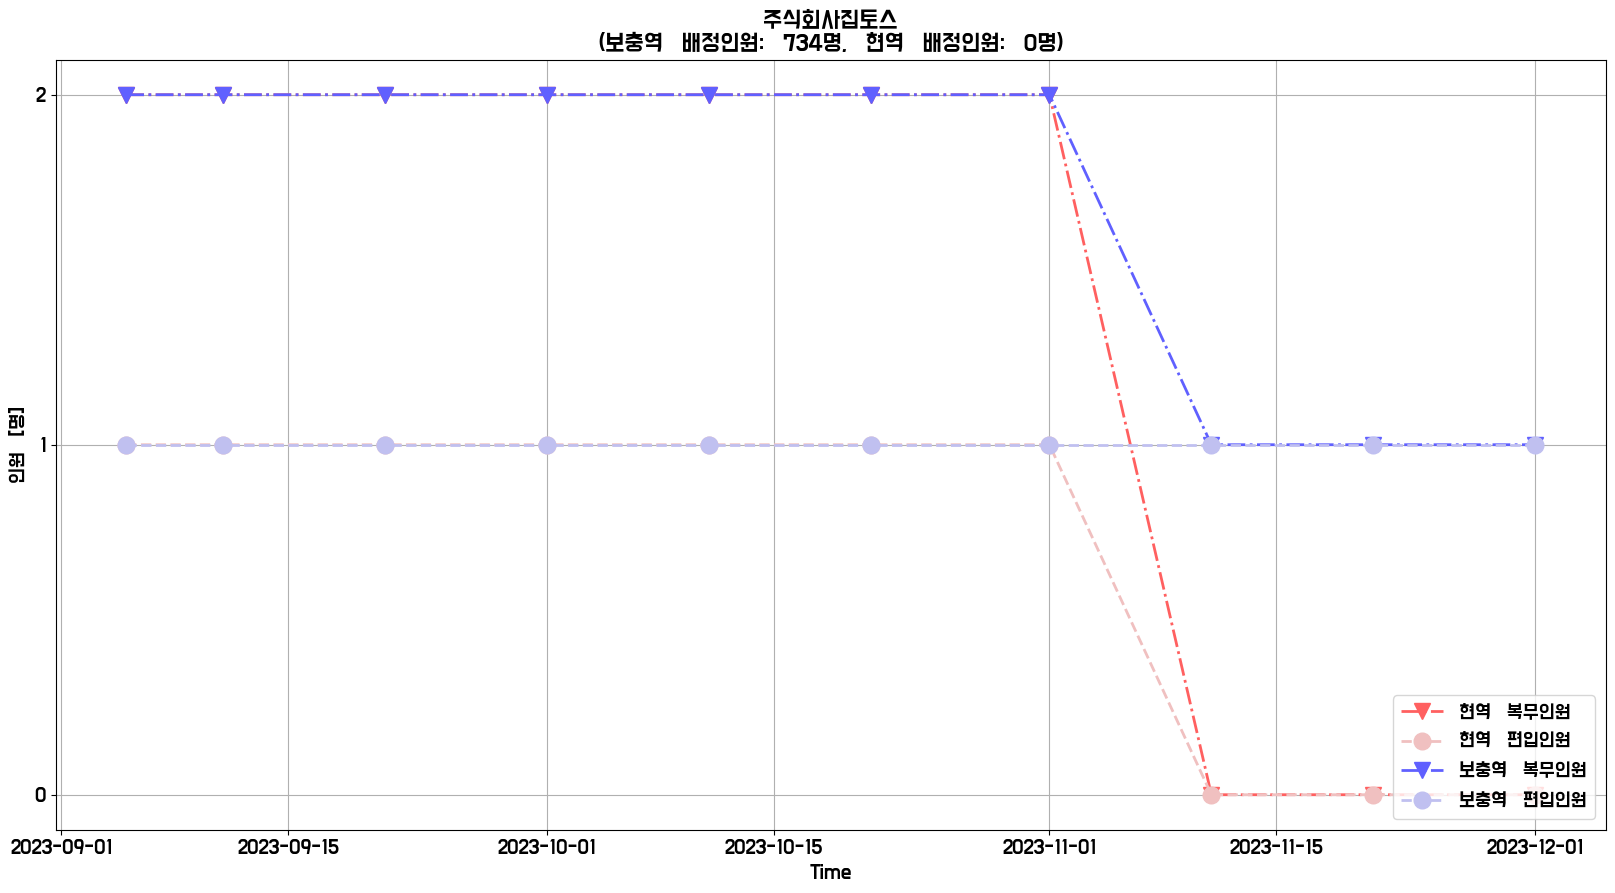 주식회사집토스
(보충역 배정인원: 734명, 현역 배정인원: 0명)
2
1
0
인원 [명]
2023-09-01 2023-09-15 2023-10-01 2023-10-15 2023-11-01 2023-11-15 2023-12-01
Time
현역 복무인원
현역 편입인원
보충역 복무인원
보충역 편입인원